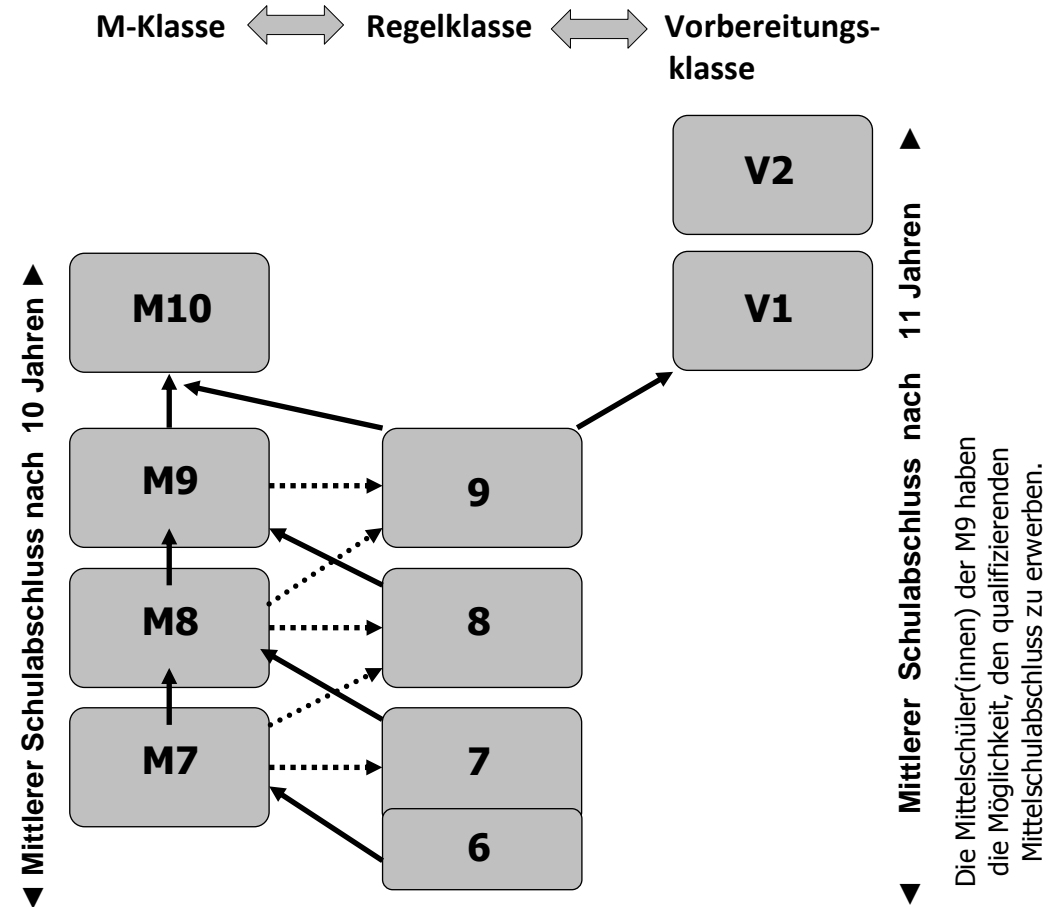 M-Klasse Regelklasse Vorbereitungs-
klasse
V2
V1
M10
M9
9
M8
8
M7
7
6
◄ Mittlerer Schulabschluss nach 10 Jahren ►
◄ Mittlerer Schulabschluss nach 11 Jahren ►
Die Mittelschüler(innen) der M9 haben
die Möglichkeit, den qualifizierenden
Mittelschulabschluss zu erwerben.